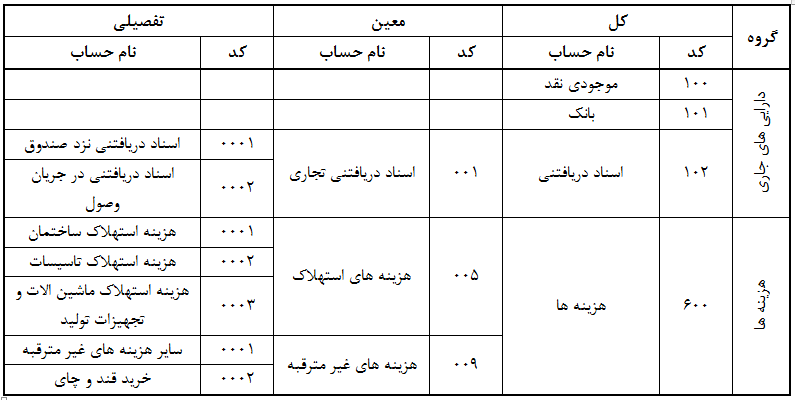 گروه
کل
معین
تفصیلی
کد
نام حساب
کد
نام حساب
کد
نام حساب
دارایی های جاری
۱۰۰
موجودی نقد
۱۰۱
بانک
۱۰۲
اسناد دریافتنی
۰۰۱
اسناد دریافتنی تجاری
۰۰۰۱
اسناد دریافتنی نزد صندوق
۰۰۰۲
اسناد دریافتنی در جریان
وصول
هزینه ها
۶۰۰
هزینه ها
۰۰۵
هزینه های استهلاک
۰۰۰۱
هزینه استهلاک ساختمان
۰۰۰۲
هزینه استهلاک تاسیسات
۰۰۰۳
هزینه استهلاک ماشین الات و
تجهیزات تولید
۰۰۹
هزینه های غیر مترقبه
۰۰۰۱
سایر هزینه های غیر مترقبه
۰۰۰۲
خرید قند و چای